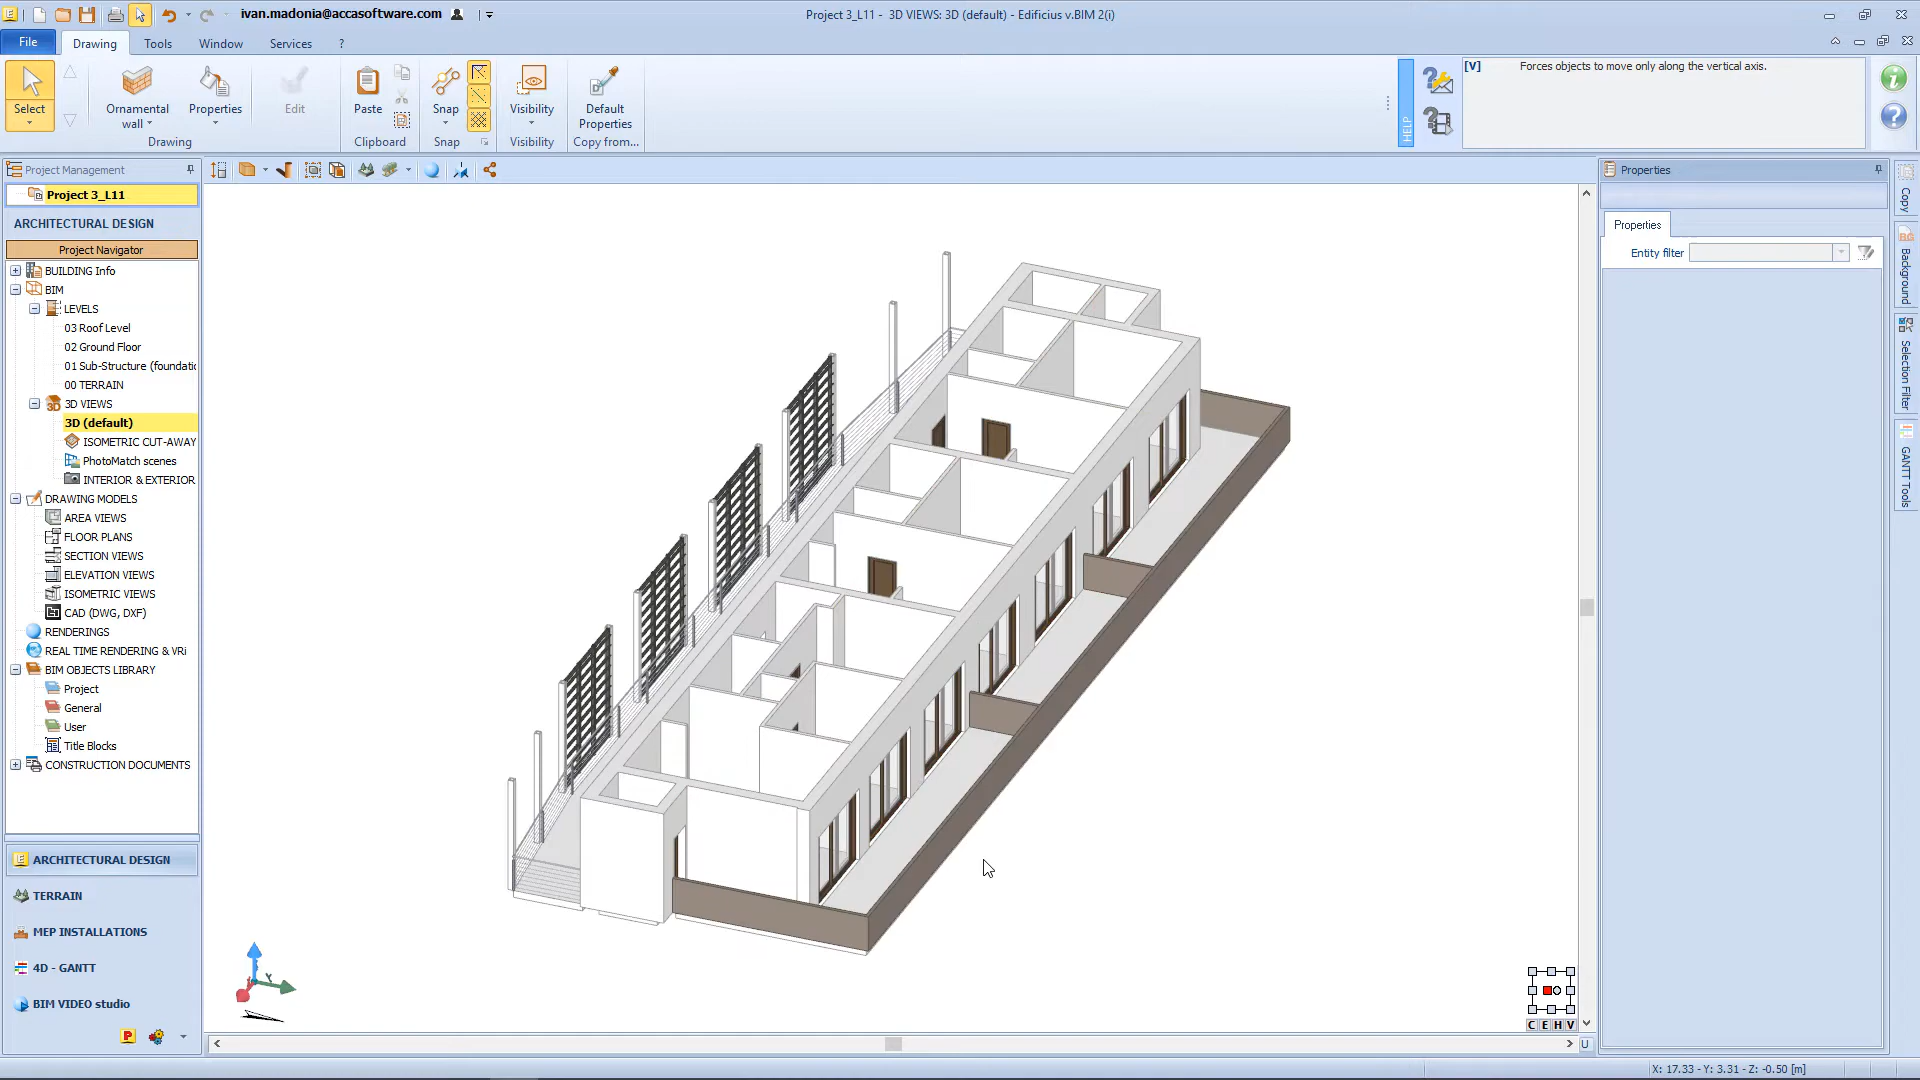 ivan.madonia@accasoftware.com
Project 3_L11 - 3D VIEWS: 3D (default) - Edificius v.BIM 2(i)
File
Drawing
Tools
Window
Services
?
Select
Ornamental
wall
Properties
Edit
Paste
Snap
Visibility
Default
Properties
Drawing
Clipboard
Snap
Visibility
Copy from...
HELP
[V]
Forces objects to move only along the vertical axis.
Project Management
Project 3_L11
ARCHITECTURAL DESIGN
Project Navigator
BUILDING Info
BIM
LEVELS
03 Roof Level
02 Ground Floor
01 Sub-Structure (foundatio
00 TERRAIN
3D VIEWS
3D (default)
ISOMETRIC CUT-AWAY
PhotoMatch scenes
INTERIOR & EXTERIOR
DRAWING MODELS
AREA VIEWS
FLOOR PLANS
SECTION VIEWS
ELEVATION VIEWS
ISOMETRIC VIEWS
CAD (DWG, DXF)
RENDERINGS
REAL TIME RENDERING & VRi
BIM OBJECTS LIBRARY
Project
General
User
Title Blocks
CONSTRUCTION DOCUMENTS
ARCHITECTURAL DESIGN
TERRAIN
MEP INSTALLATIONS
4D - GANTT
BIM VIDEO studio
Y
C E H V
U
Properties
Properties
Entity filter
Copy
Background
Selection Filter
GANTT Tools
X: 17.33 - Y: 3.31 - Z: -0.50 [m]